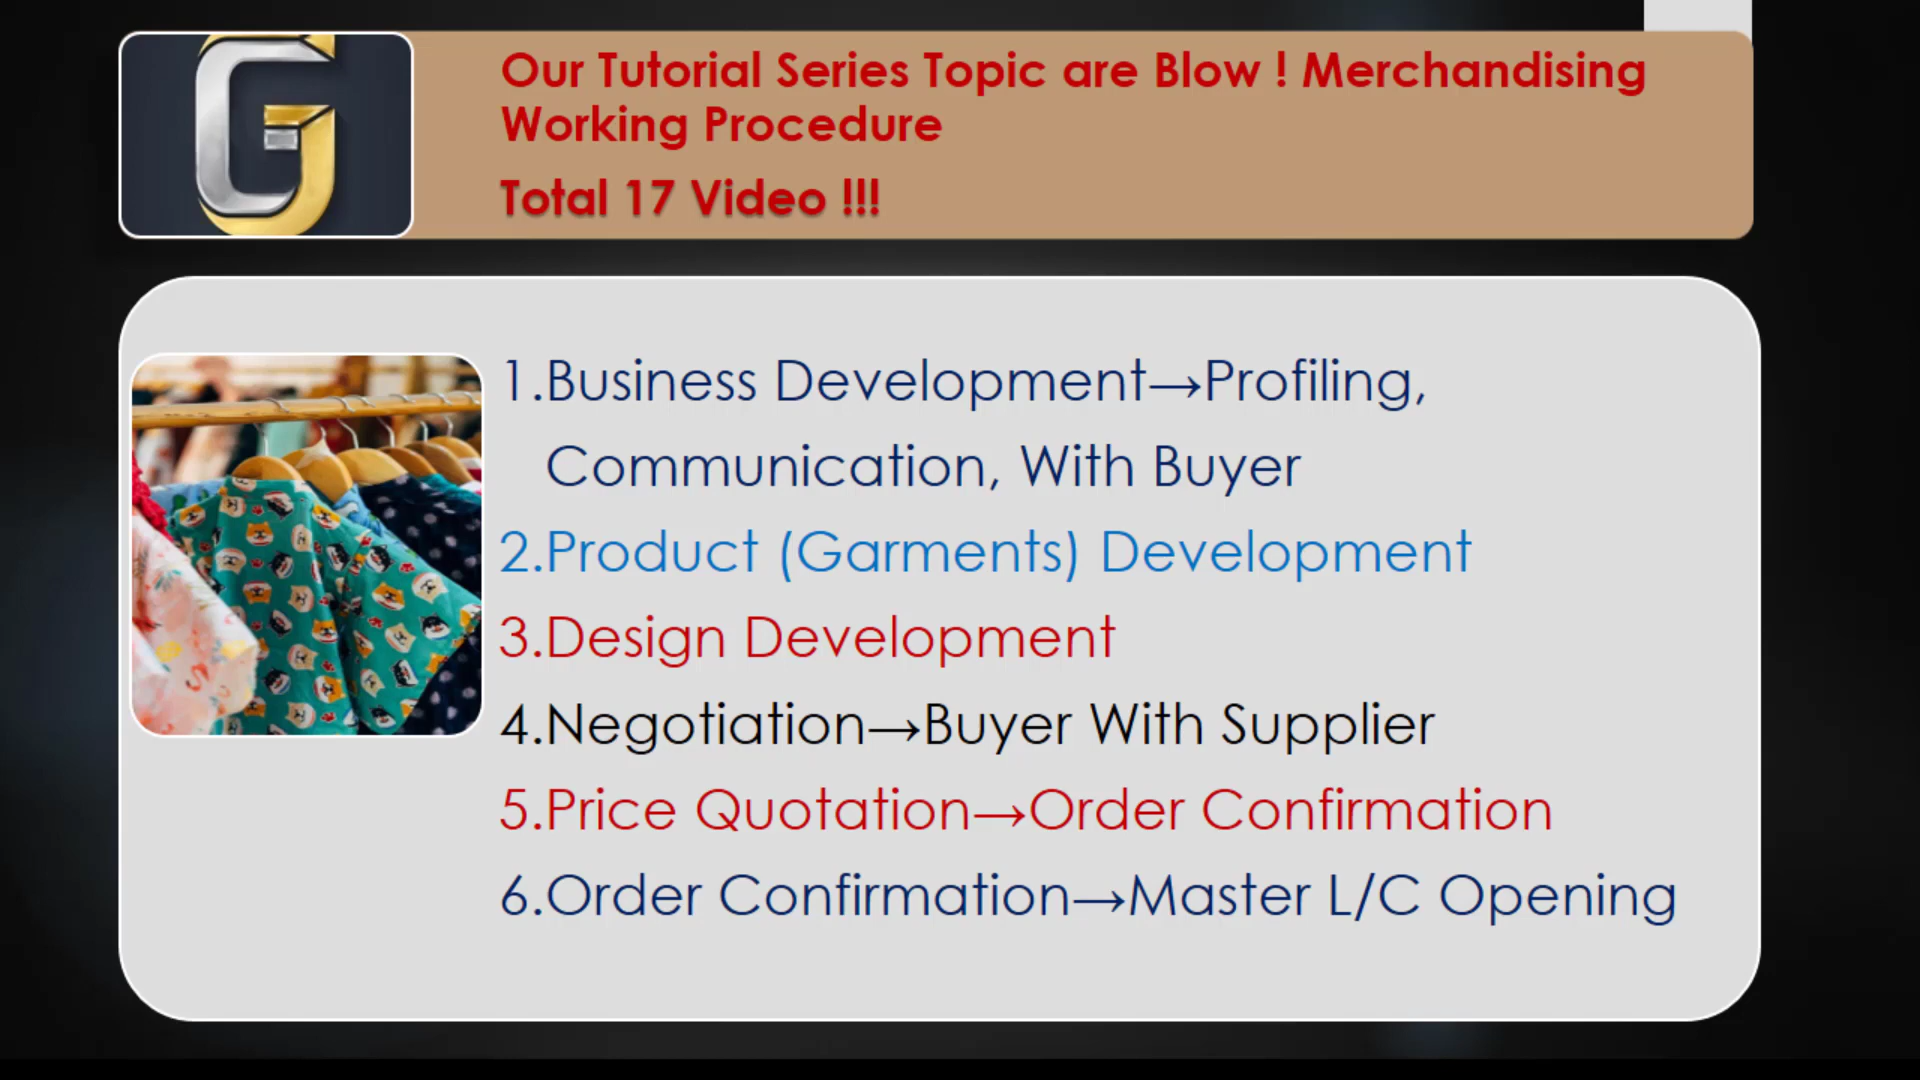 Our Tutorial Series Topic are Blow ! Merchandising
Working Procedure
Total 17 Video !!!
1.Business Development→Profiling,
Communication, With Buyer
2.Product (Garments) Development
3.Design Development
4.Negotiation→Buyer With Supplier
5.Price Quotation→Order Confirmation
6.Order Confirmation→Master L/C Opening